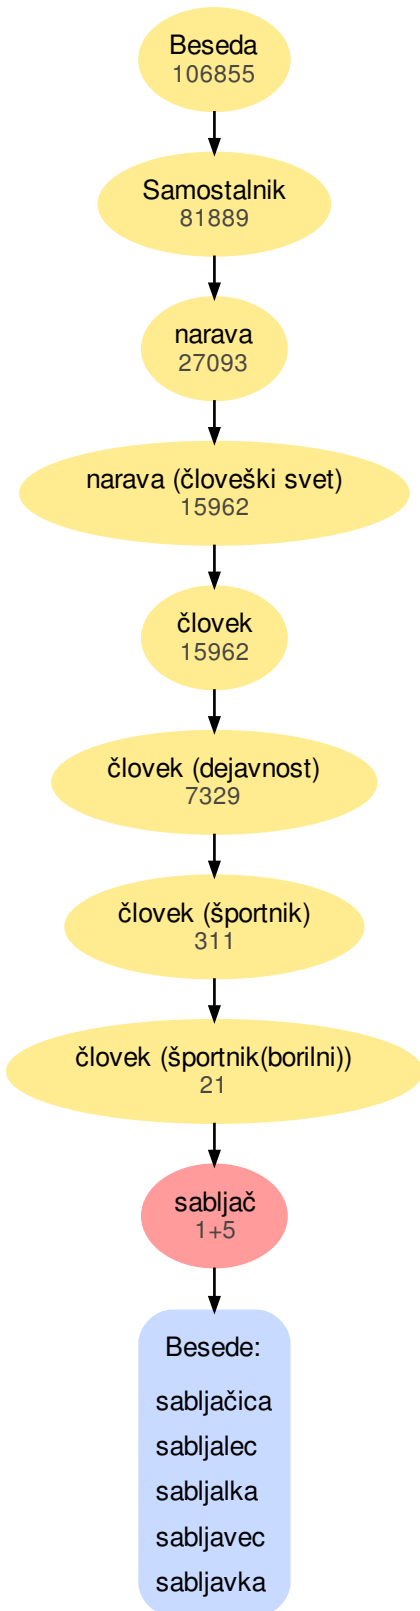 Beseda
106855
Samostalnik
81889
narava
27093
narava (človeški svet)
15962
človek
15962
človek (dejavnost)
7329
človek (športnik)
311
človek (športnik(borilni))
21
sabljač
1+5
Besede:
sabljačica
sabljalec
sabljalka
sabljavec
sabljavka